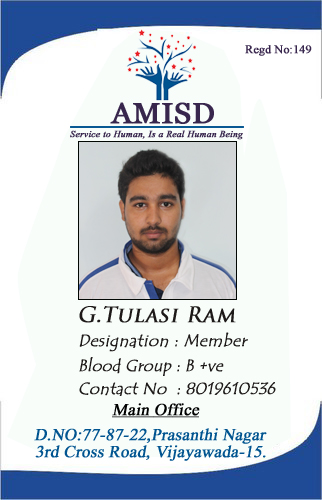 Regd No:149
AMISD
Service to Human, Is a Real Human Being
G.Tulasi Ram
Designation : Member
Blood Group : B +ve
Contact No : 8019610536
Main Office
D.NO:77-87-22,Prasanthi Nagar
3rd Cross Road, Vijayawada-15.